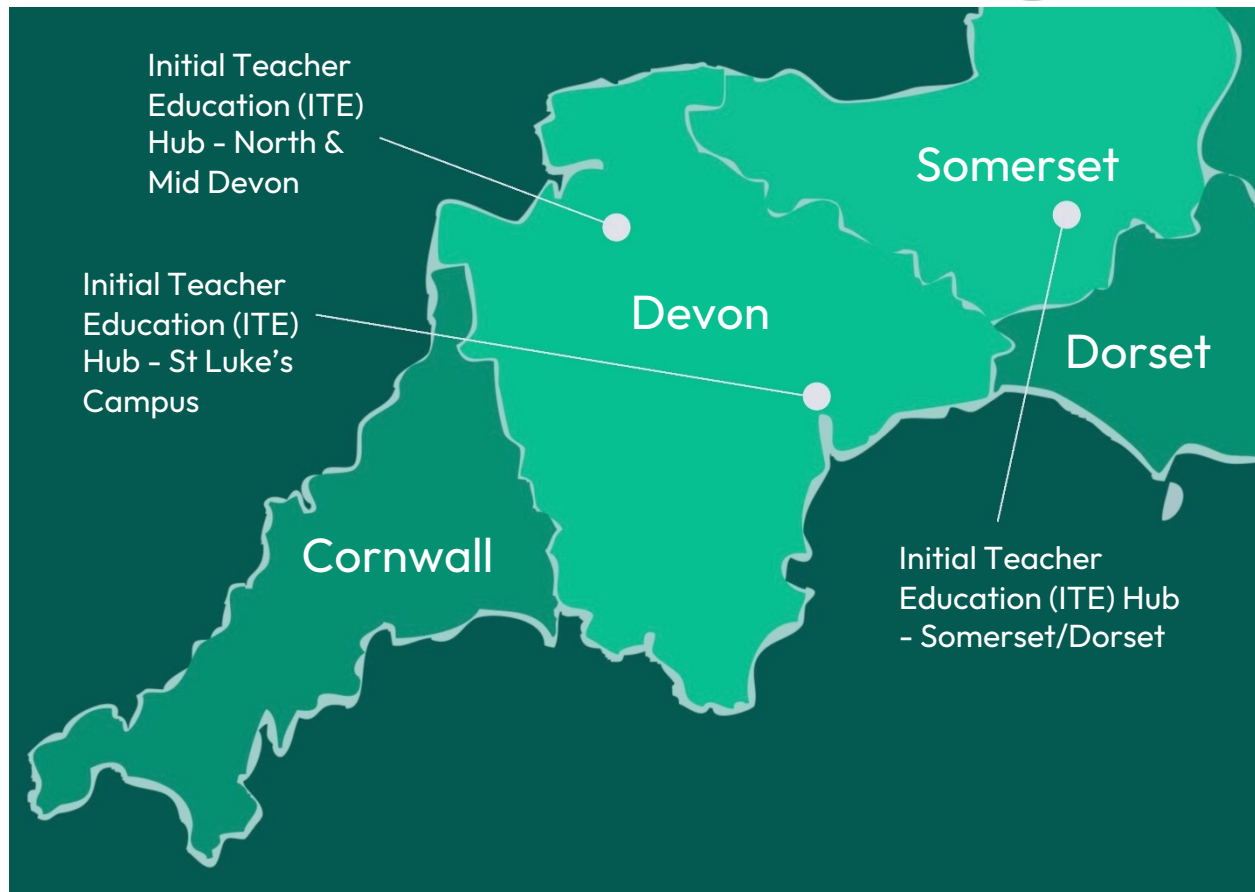 Initial Teacher
Education (ITE)
Hub - North &
Mid Devon
Somerset
Initial Teacher
Education (ITE)
Hub - St Luke’s
Campus
Devon
Dorset
Cornwall
Initial Teacher
Education (ITE) Hub
- Somerset/Dorset